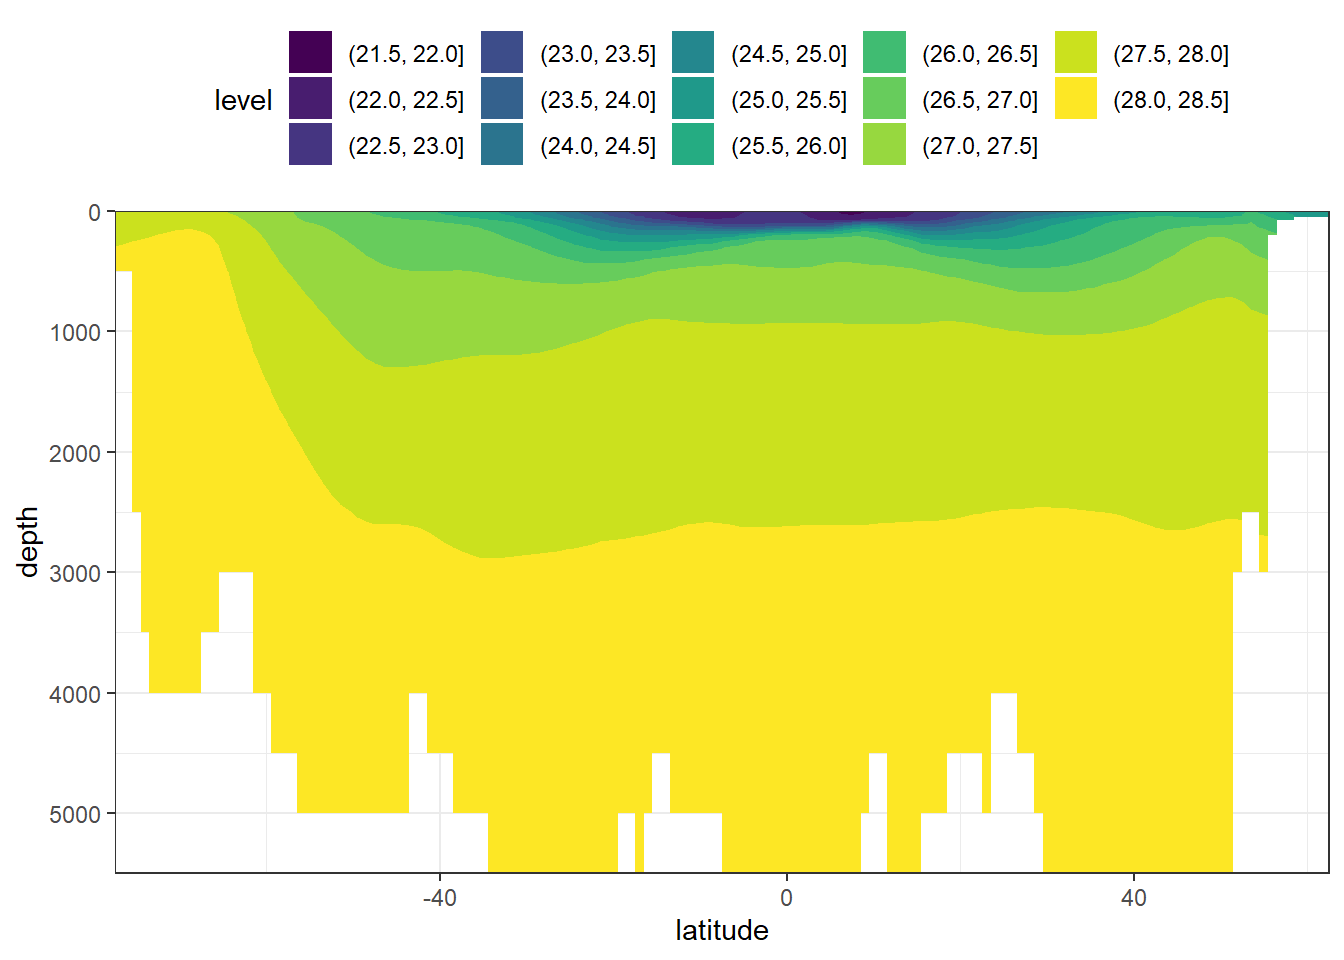 (21.5, 22.0] (23.0, 23.5] (24.5, 25.0] (26.0, 26.5] (27.5, 28.0]
level (22.0, 22.5] (23.5, 24.0] (25.0, 25.5] (26.5, 27.0] (28.0, 28.5]
(22.5, 23.0] (24.0, 24.5] (25.5, 26.0] (27.0, 27.5]
0
1000
2000
depth
3000
4000
5000
-40 0 40
latitude